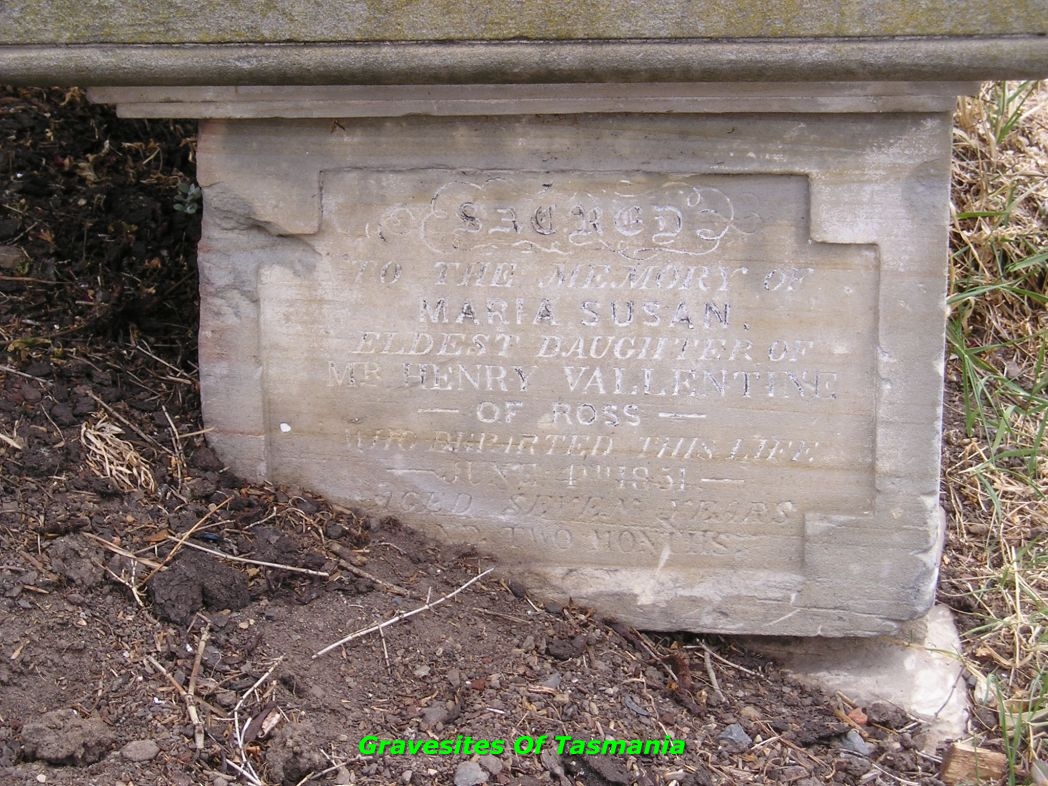 SACRED
TO THE MEMORY OF
MARIA SUSAN,
ELDEST DAUGHTER OF
MR HENRY VALLENTINE
— OF ROSS —
WHO DEPARTED THIS LIFE
— JUNE 4TH 1851 —
AGED SEVEN YEARS
TWO MONTHS.
Gravesites Of Tasmania